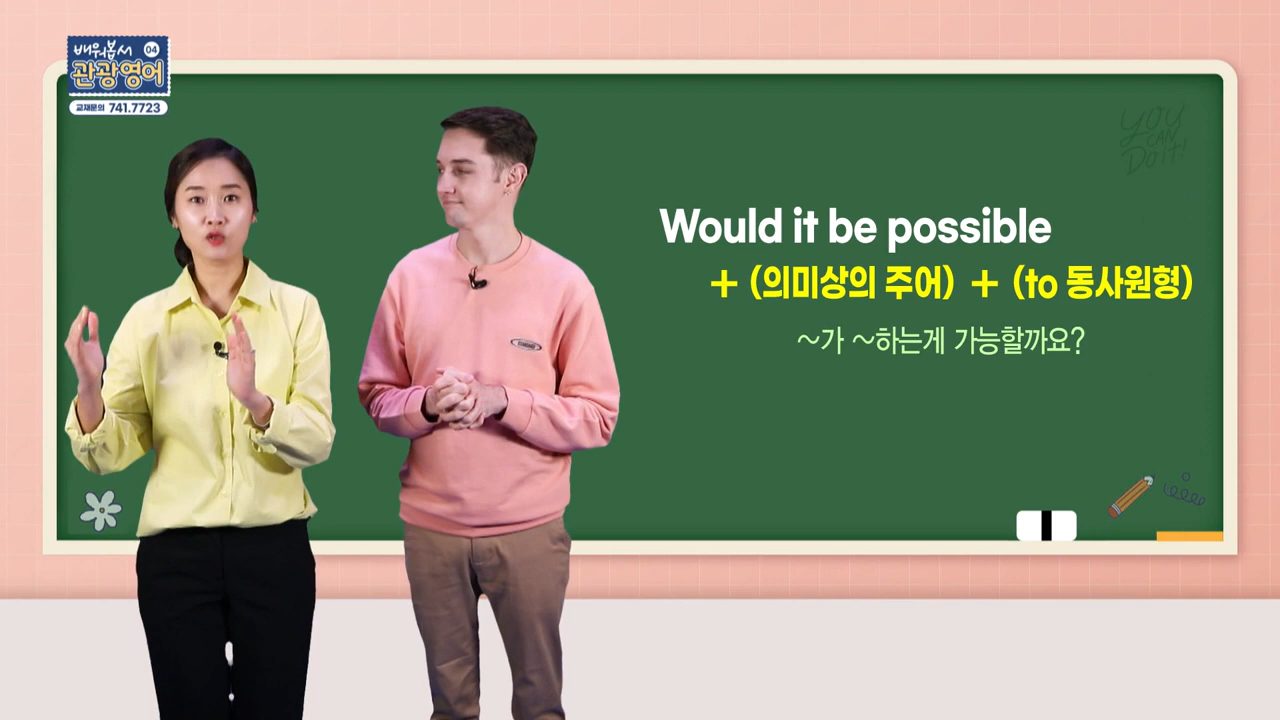 배워봅서 04
관광영어
교재문의 741.7723
YOU
CAN
Do it!
Would it be possible
+ (의미상의 주어) + (to 동사원형)
~가 ~하는게 가능할까요?